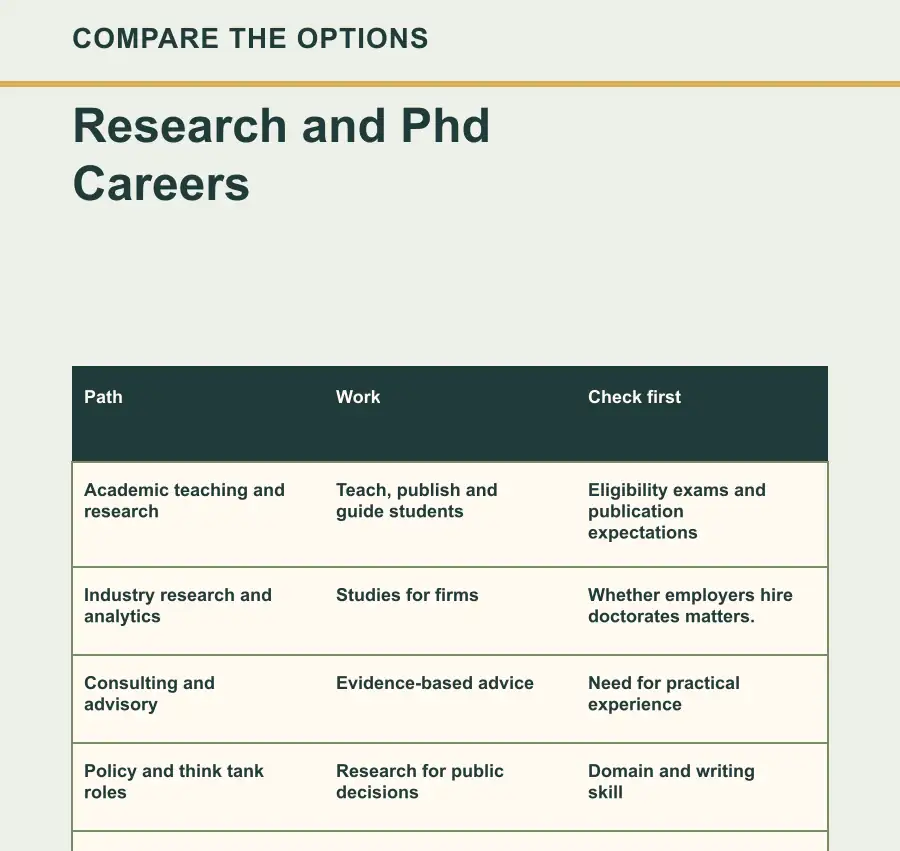 COMPARE THE OPTIONS
Research and Phd
Careers
Path Work Check first
Academic teaching and Teach, publish and Eligibility exams and
research guide students publication
expectations
Industry research and Studies for firms Whether employers hire
analytics doctorates matters.
Consulting and Evidence-based advice Need for practical
advisory experience
Policy and think tank Research for public Domain and writing
roles decisions skill